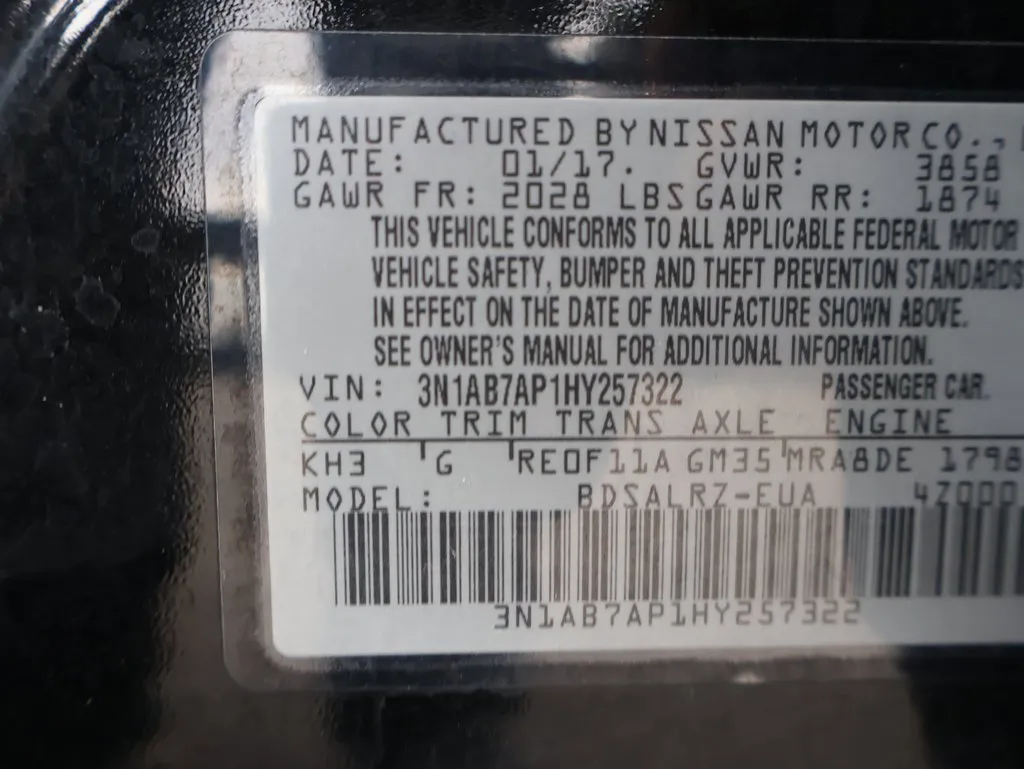 MANUFACTURED BY NISSAN MOTOR CO.,
DATE: 01/17. GVWR: 3858
GAWR FR: 2028 LBS GAWR RR: 1874
THIS VEHICLE CONFORMS TO ALL APPLICABLE FEDERAL MOTOR
VEHICLE SAFETY, BUMPER AND THEFT PREVENTION STANDARDS
IN EFFECT ON THE DATE OF MANUFACTURE SHOWN ABOVE.
SEE OWNER'S MANUAL FOR ADDITIONAL INFORMATION.
VIN: 3N1AB7AP1HY257322 PASSENGER CAR.
COLOR TRIM TRANS AXLE ENGINE
KH3 G RE0F11A GM35 MRA8DE 1798
MODEL: BDSALRZ-EUA 4Z000
3N1AB7AP1HY257322